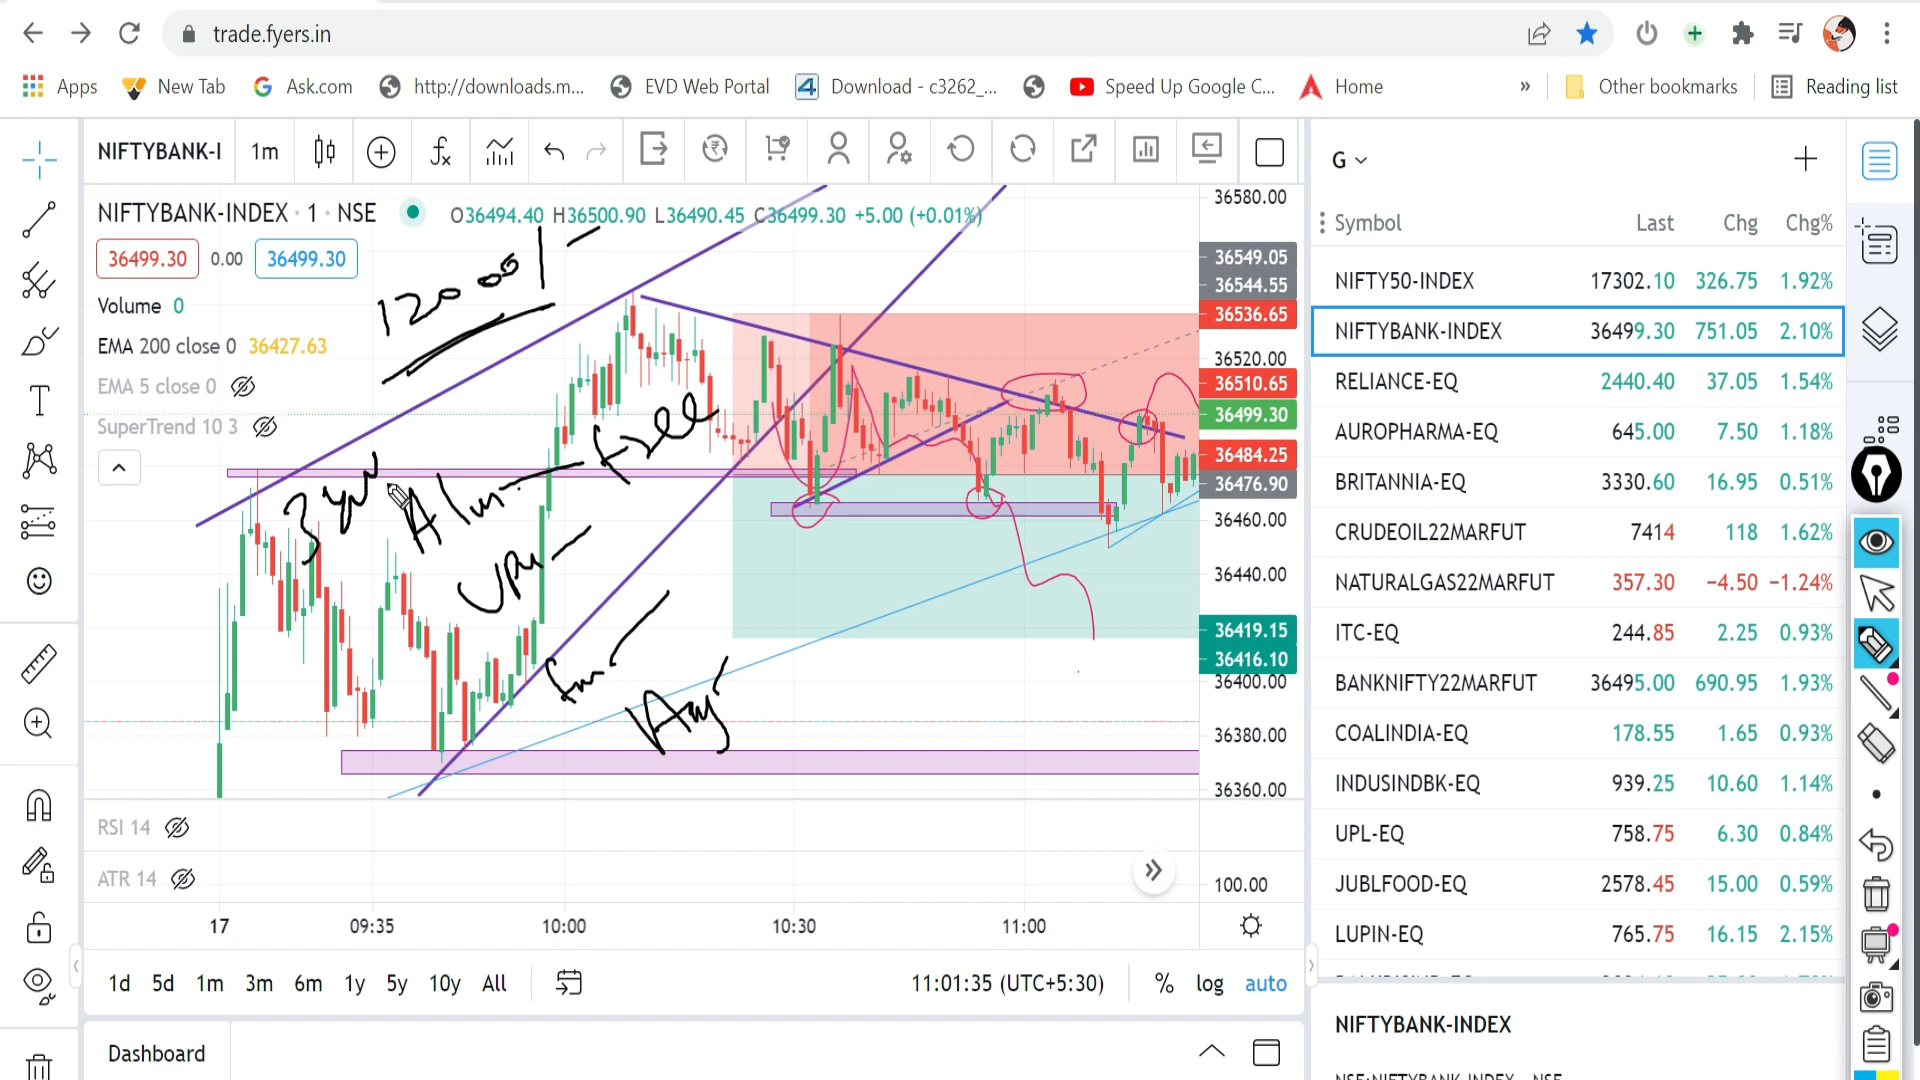 trade.fyers.in
Apps New Tab Ask.com http://downloads.m... EVD Web Portal Download - c3262_... Speed Up Google C... Home » Other bookmarks Reading list
NIFTYBANK-I 1m
NIFTYBANK-INDEX · 1 · NSE O36494.40 H36500.90 L36490.45 C36499.30 +5.00 (+0.01%)
36499.30 0.00 36499.30
Volume 0
EMA 200 close 0 36427.63
EMA 5 close 0
SuperTrend 10 3
12000/-
free
36580.00
36549.05
36544.55
36536.65
36520.00
36510.65
36499.30
36484.25
36476.90
36460.00
36440.00
36419.15
36416.10
36400.00
36380.00
36360.00
RSI 14
ATR 14
100.00
17 09:35 10:00 10:30 11:00
1d 5d 1m 3m 6m 1y 5y 10y All 11:01:35 (UTC+5:30) % log auto
Dashboard
G
Symbol Last Chg Chg%
NIFTY50-INDEX 17302.10 326.75 1.92%
NIFTYBANK-INDEX 36499.30 751.05 2.10%
RELIANCE-EQ 2440.40 37.05 1.54%
AUROPHARMA-EQ 645.00 7.50 1.18%
BRITANNIA-EQ 3330.60 16.95 0.51%
CRUDEOIL22MARFUT 7414 118 1.62%
NATURALGAS22MARFUT 357.30 −4.50 −1.24%
ITC-EQ 244.85 2.25 0.93%
BANKNIFTY22MARFUT 36495.00 690.95 1.93%
COALINDIA-EQ 178.55 1.65 0.93%
INDUSINDBK-EQ 939.25 10.60 1.14%
UPL-EQ 758.75 6.30 0.84%
JUBLFOOD-EQ 2578.45 15.00 0.59%
LUPIN-EQ 765.75 16.15 2.15%
NIFTYBANK-INDEX